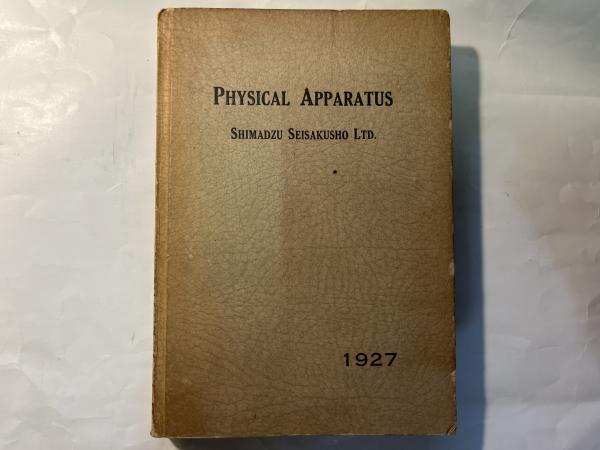 PHYSICAL APPARATUS
SHIMADZU SEISAKUSHO LTD.
1927